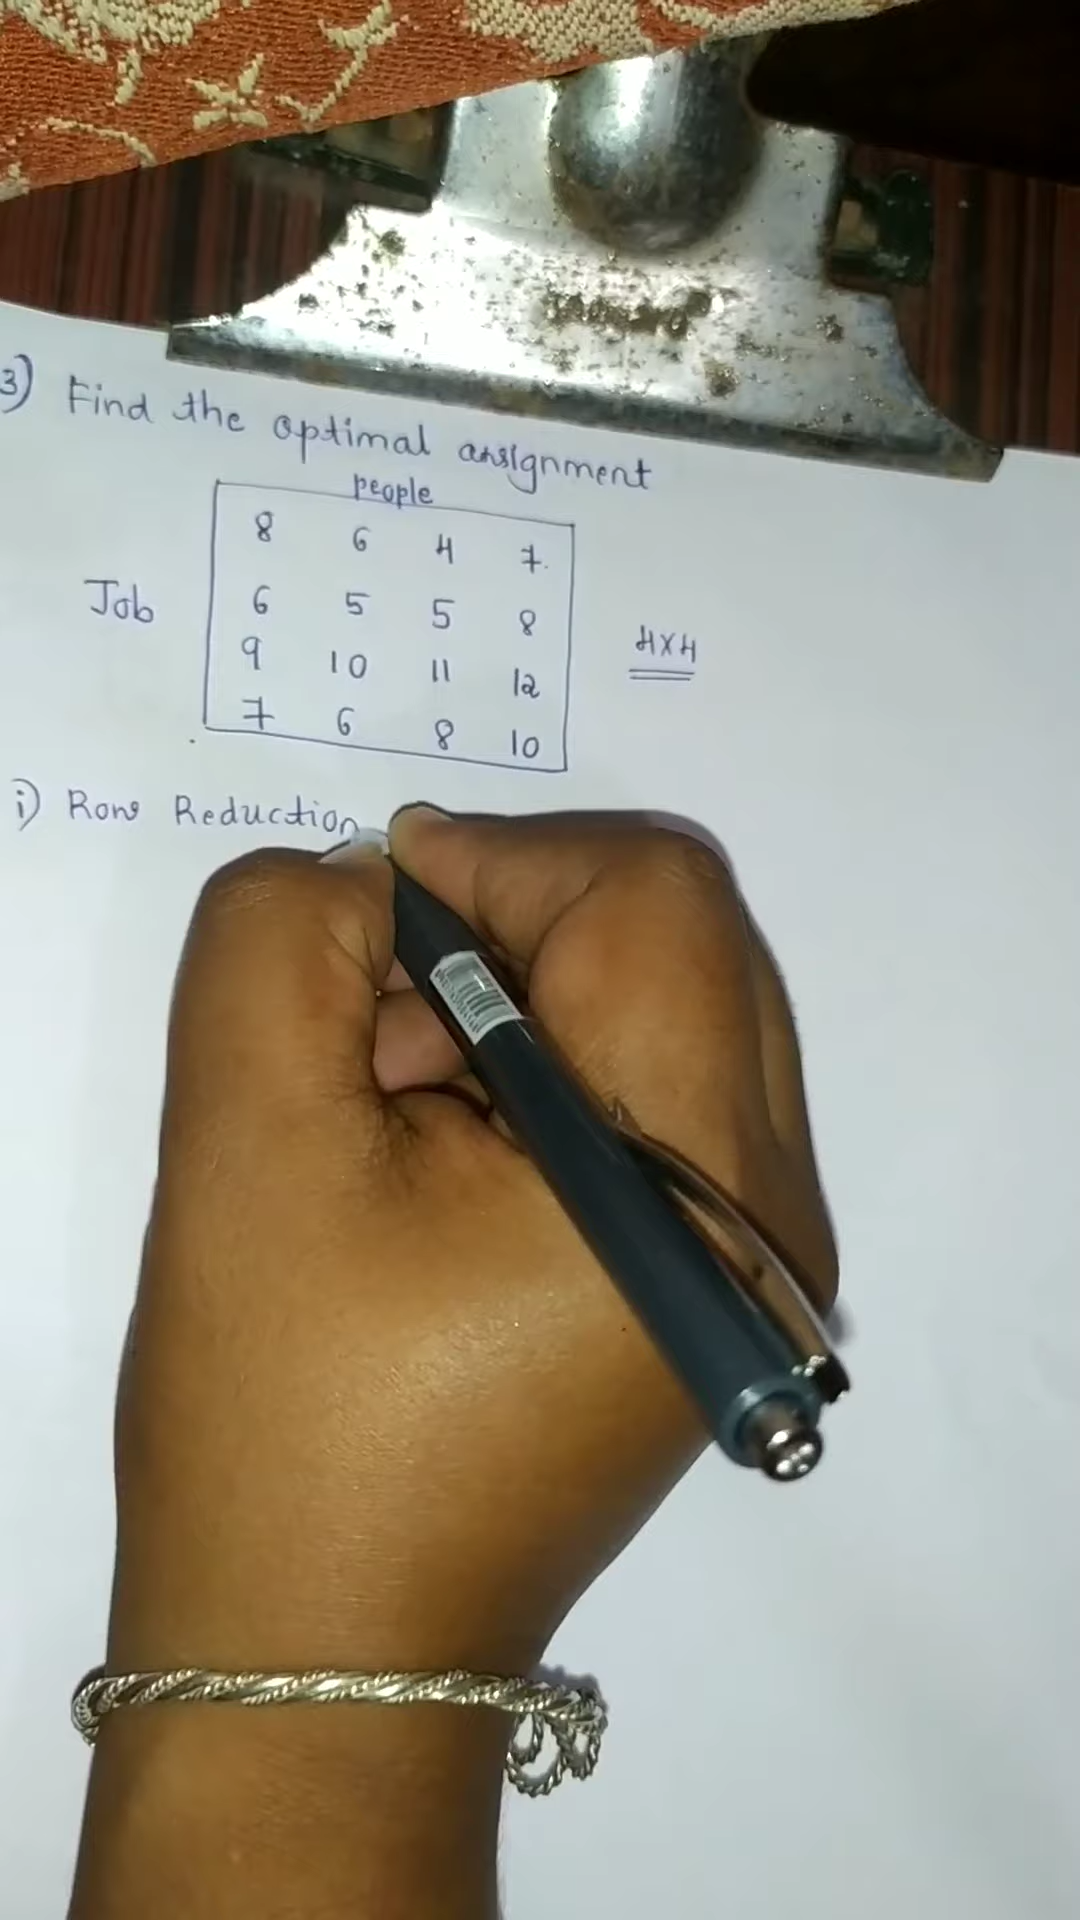 3) Find the optimal assignment
people
8 6 4 7.
Job 6 5 5 8 4x4
9 10 11 12
7 6 8 10
i) Row Reduction